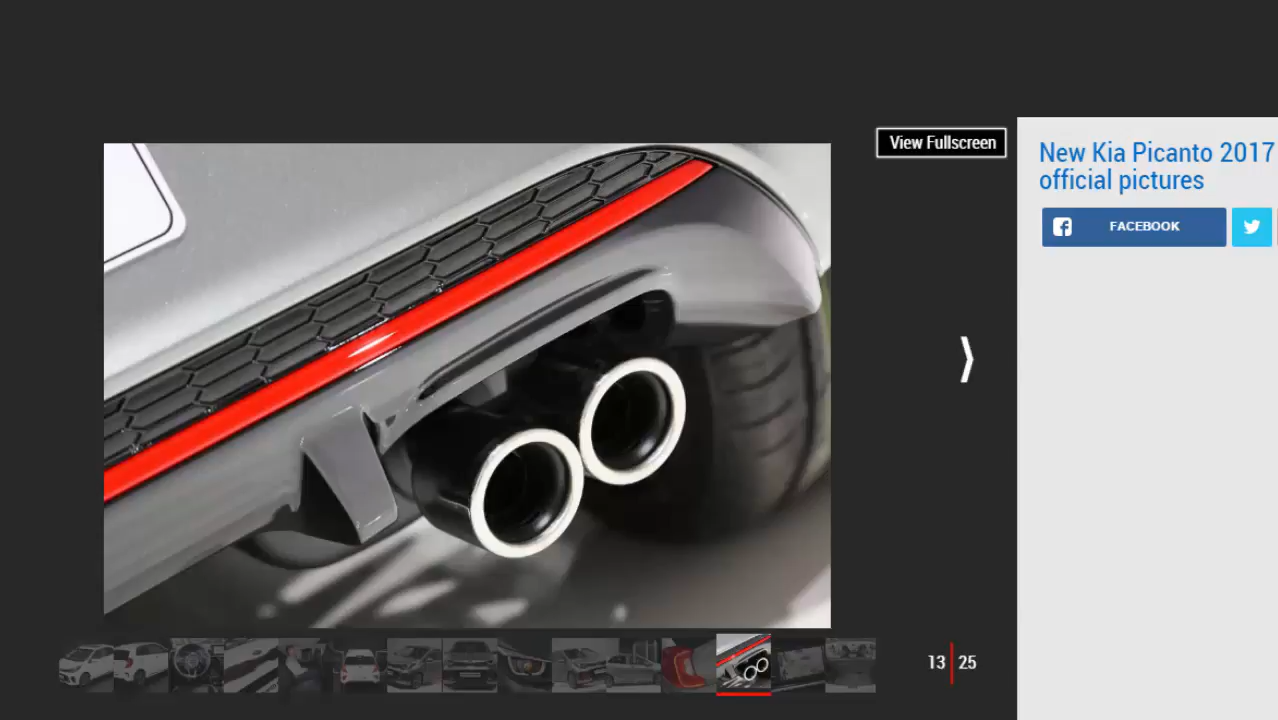 View Fullscreen
New Kia Picanto 2017
official pictures
FACEBOOK
13 25